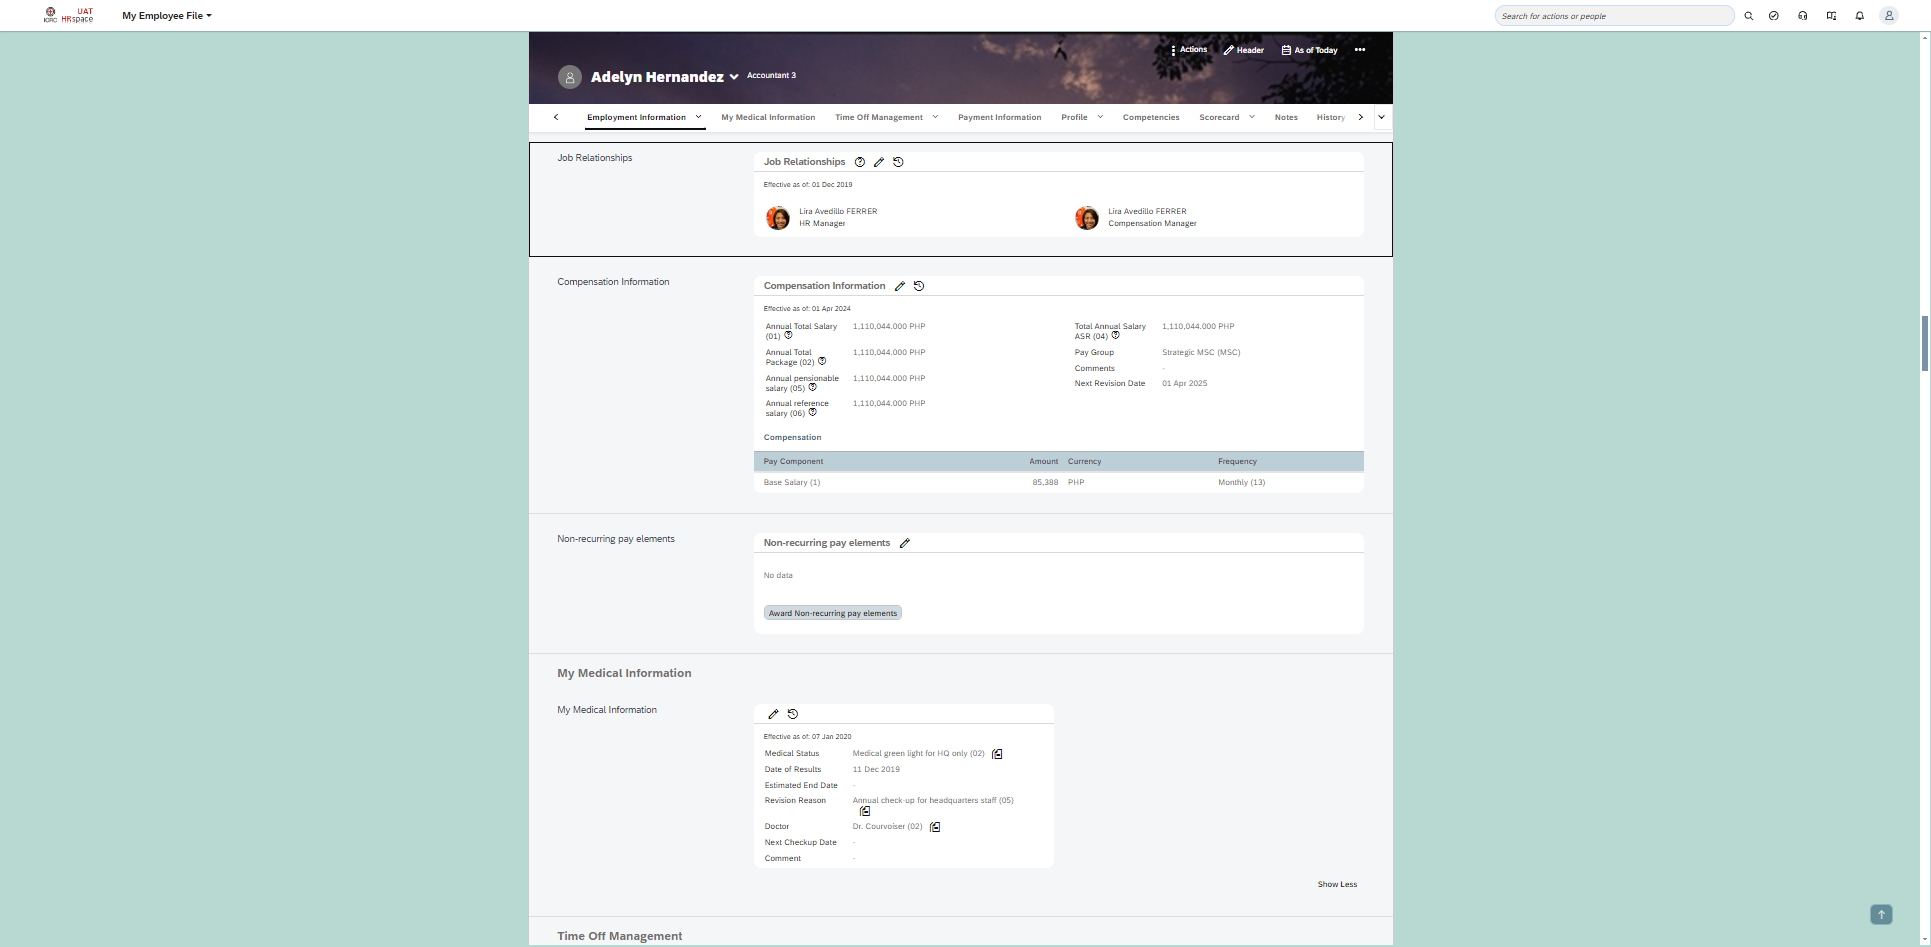 ICRC
UAT
HRspace
My Employee File
Search for actions or people
Actions
Header
As of Today
Adelyn Hernandez
Accountant 3
Employment Information
My Medical Information
Time Off Management
Payment Information
Profile
Competencies
Scorecard
Notes
History
Job Relationships
Job Relationships
Effective as of: 01 Dec 2019
Lira Avedillo FERRER
HR Manager
Lira Avedillo FERRER
Compensation Manager
Compensation Information
Compensation Information
Effective as of: 01 Apr 2024
Annual Total Salary
(01)
1,110,044.000 PHP
Annual Total
Package (02)
1,110,044.000 PHP
Annual pensionable
salary (05)
1,110,044.000 PHP
Annual reference
salary (06)
1,110,044.000 PHP
Total Annual Salary
ASR (04)
1,110,044.000 PHP
Pay Group
Strategic MSC (MSC)
Comments
-
Next Revision Date
01 Apr 2025
Compensation
Pay Component Amount Currency Frequency
Base Salary (1) 85,388 PHP Monthly (13)
Non-recurring pay elements
Non-recurring pay elements
No data
Award Non-recurring pay elements
My Medical Information
My Medical Information
Effective as of: 07 Jan 2020
Medical Status Medical green light for HQ only (02)
Date of Results 11 Dec 2019
Estimated End Date -
Revision Reason Annual check-up for headquarters staff (05)
Doctor Dr. Courvoiser (02)
Next Checkup Date -
Comment -
Show Less
Time Off Management